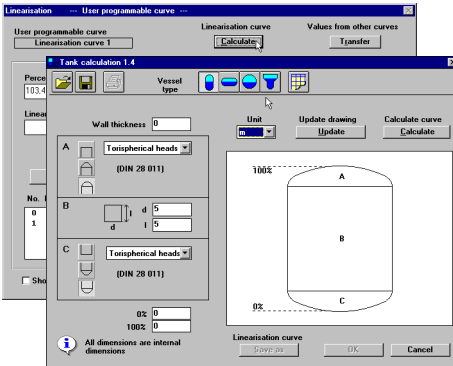 Linearisation --- User programmable curve ---
User programmable curve
Linearisation curve 1
Linearisation curve
Calculate
Values from other curves
Transfer
103.4
No.
0
1
Tank calculation 1.4
Vessel type
Wall thickness 0
Unit
m
Update drawing
Update
Calculate curve
Calculate
A
Torispherical heads
(DIN 28 011)
B
d 5
l 5
l
d
C
Torispherical heads
(DIN 28 011)
0% 0
100% 0
All dimensions are internal
dimensions
100%
A
B
C
0%
Linearisation curve
Save as
OK
Cancel